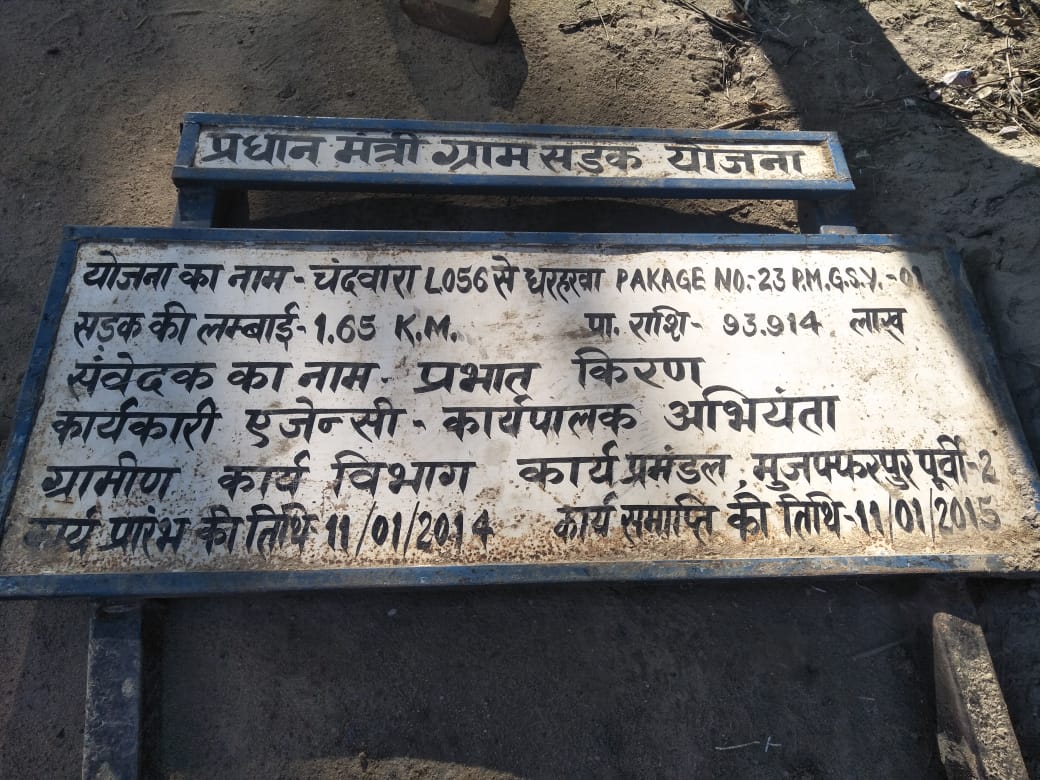 प्रधान मंत्री ग्राम सड़क योजना
योजना का नाम - चंदवारा L056 से धरहरवा PAKAGE NO:-23 P.M.G.S.Y.-01
सड़क की लम्बाई- 1.65 K.M. पा. राशि- 93.914 लाख
संवेदक का नाम - प्रभात किरण
कार्यकारी एजेन्सी - कार्यपालक अभियंता
ग्रामीण कार्य विभाग कार्य प्रमंडल, मुजफ्फरपुर पूर्वी-2
कार्य प्रारंभ की तिथि-11/01/2014 कार्य समाप्ति की तिथि-11/01/2015